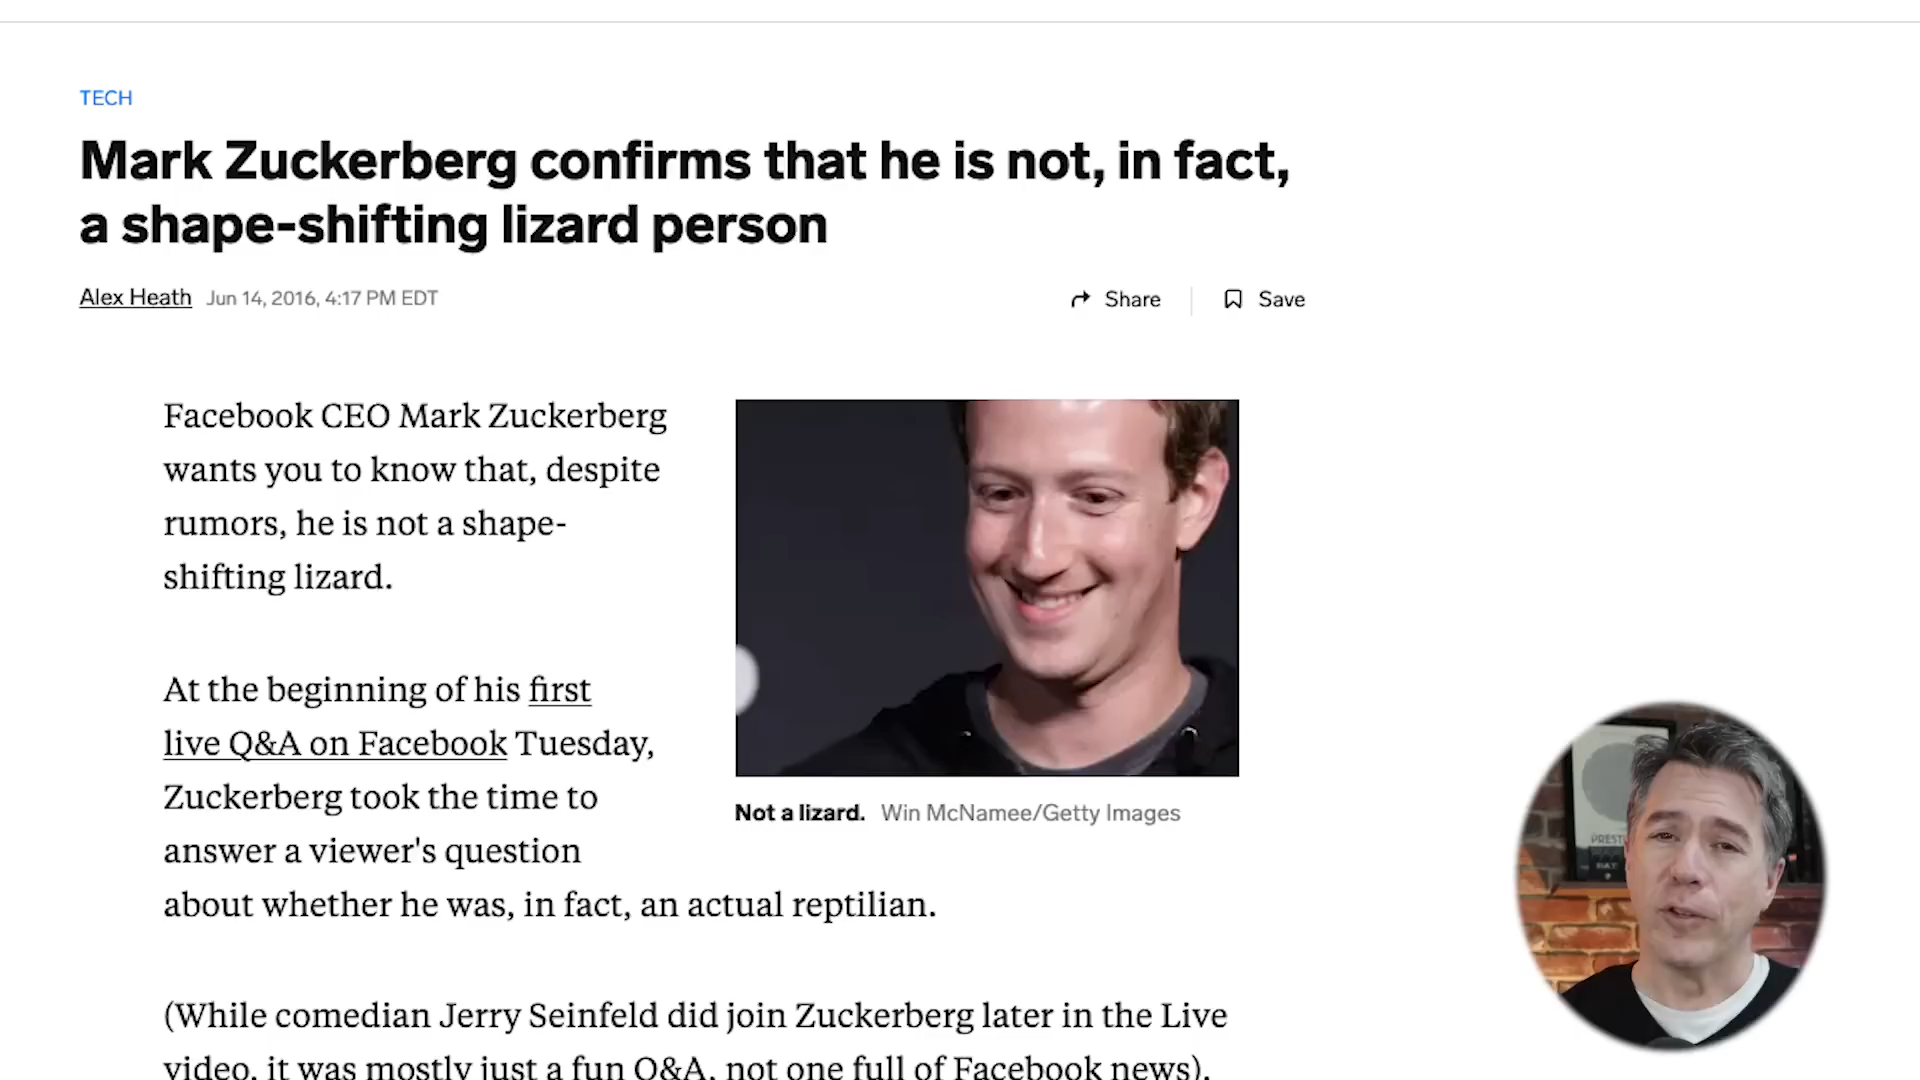 TECH
Mark Zuckerberg confirms that he is not, in fact,
a shape-shifting lizard person
Alex Heath Jun 14, 2016, 4:17 PM EDT
Share
Save
Facebook CEO Mark Zuckerberg
wants you to know that, despite
rumors, he is not a shape-
shifting lizard.
At the beginning of his first
live Q&A on Facebook Tuesday,
Zuckerberg took the time to
answer a viewer's question
about whether he was, in fact, an actual reptilian.
Not a lizard. Win McNamee/Getty Images
(While comedian Jerry Seinfeld did join Zuckerberg later in the Live
video, it was mostly just a fun Q&A, not one full of Facebook news).